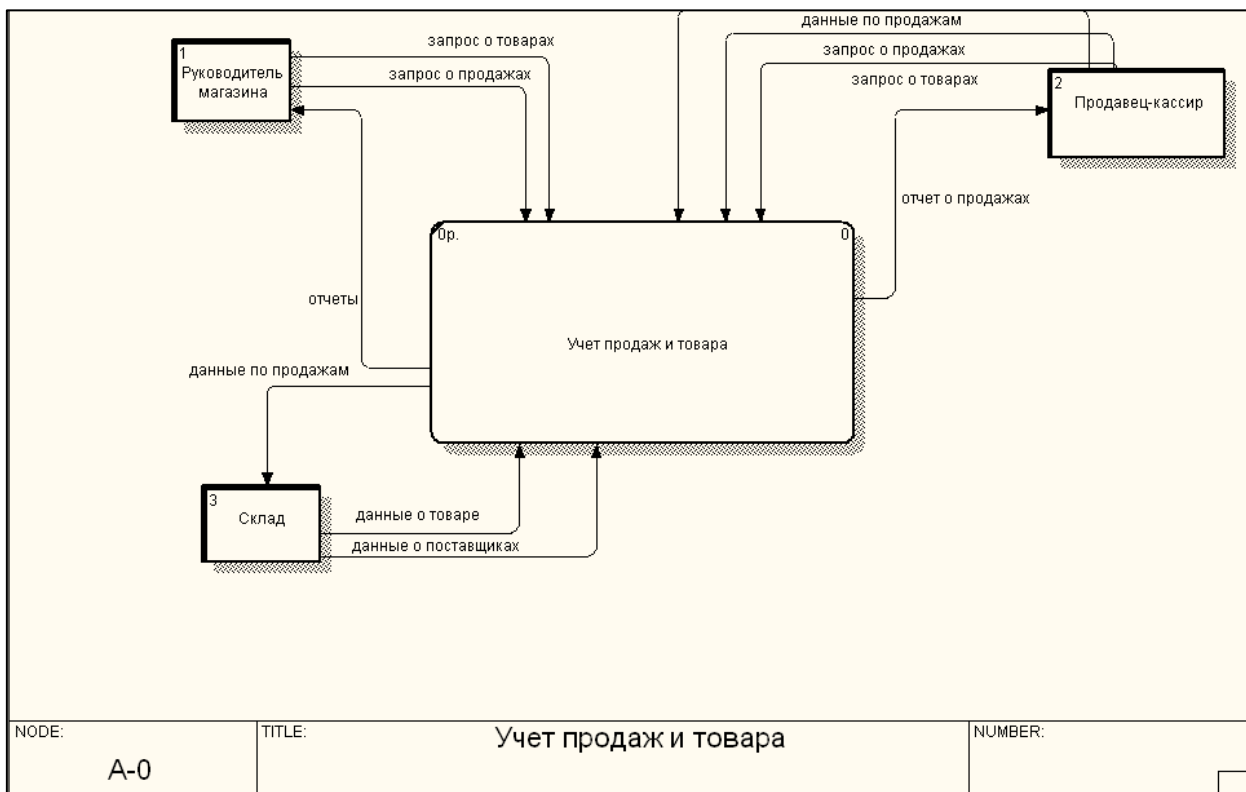 данные по продажам
1
запрос о товарах
запрос о продажах
Руководитель
магазина
запрос о продажах
запрос о товарах
2
Продавец-кассир
отчет о продажах
0р.
0
отчеты
Учет продаж и товара
данные по продажам
3
Склад
данные о товаре
данные о поставщиках
NODE:
TITLE:
NUMBER:
Учет продаж и товара
A-0